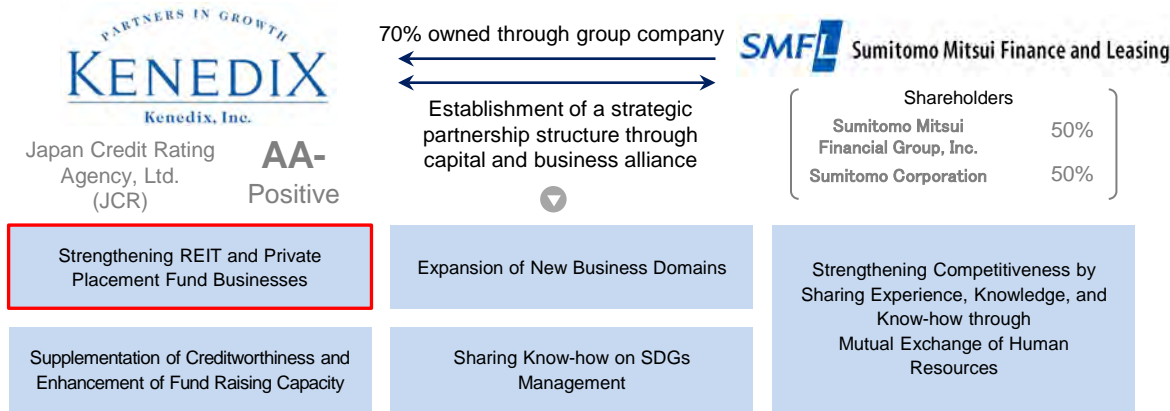 PARTNERS IN GROWTH
KENEDIX
Kenedix, Inc.
Japan Credit Rating
Agency, Ltd.
(JCR)
AA-
Positive
70% owned through group company
Establishment of a strategic
partnership structure through
capital and business alliance
SMFL Sumitomo Mitsui Finance and Leasing
Shareholders
Sumitomo Mitsui
Financial Group, Inc.
50%
Sumitomo Corporation
50%
Strengthening REIT and Private
Placement Fund Businesses
Expansion of New Business Domains
Strengthening Competitiveness by
Sharing Experience, Knowledge, and
Know-how through
Mutual Exchange of Human
Resources
Supplementation of Creditworthiness and
Enhancement of Fund Raising Capacity
Sharing Know-how on SDGs
Management